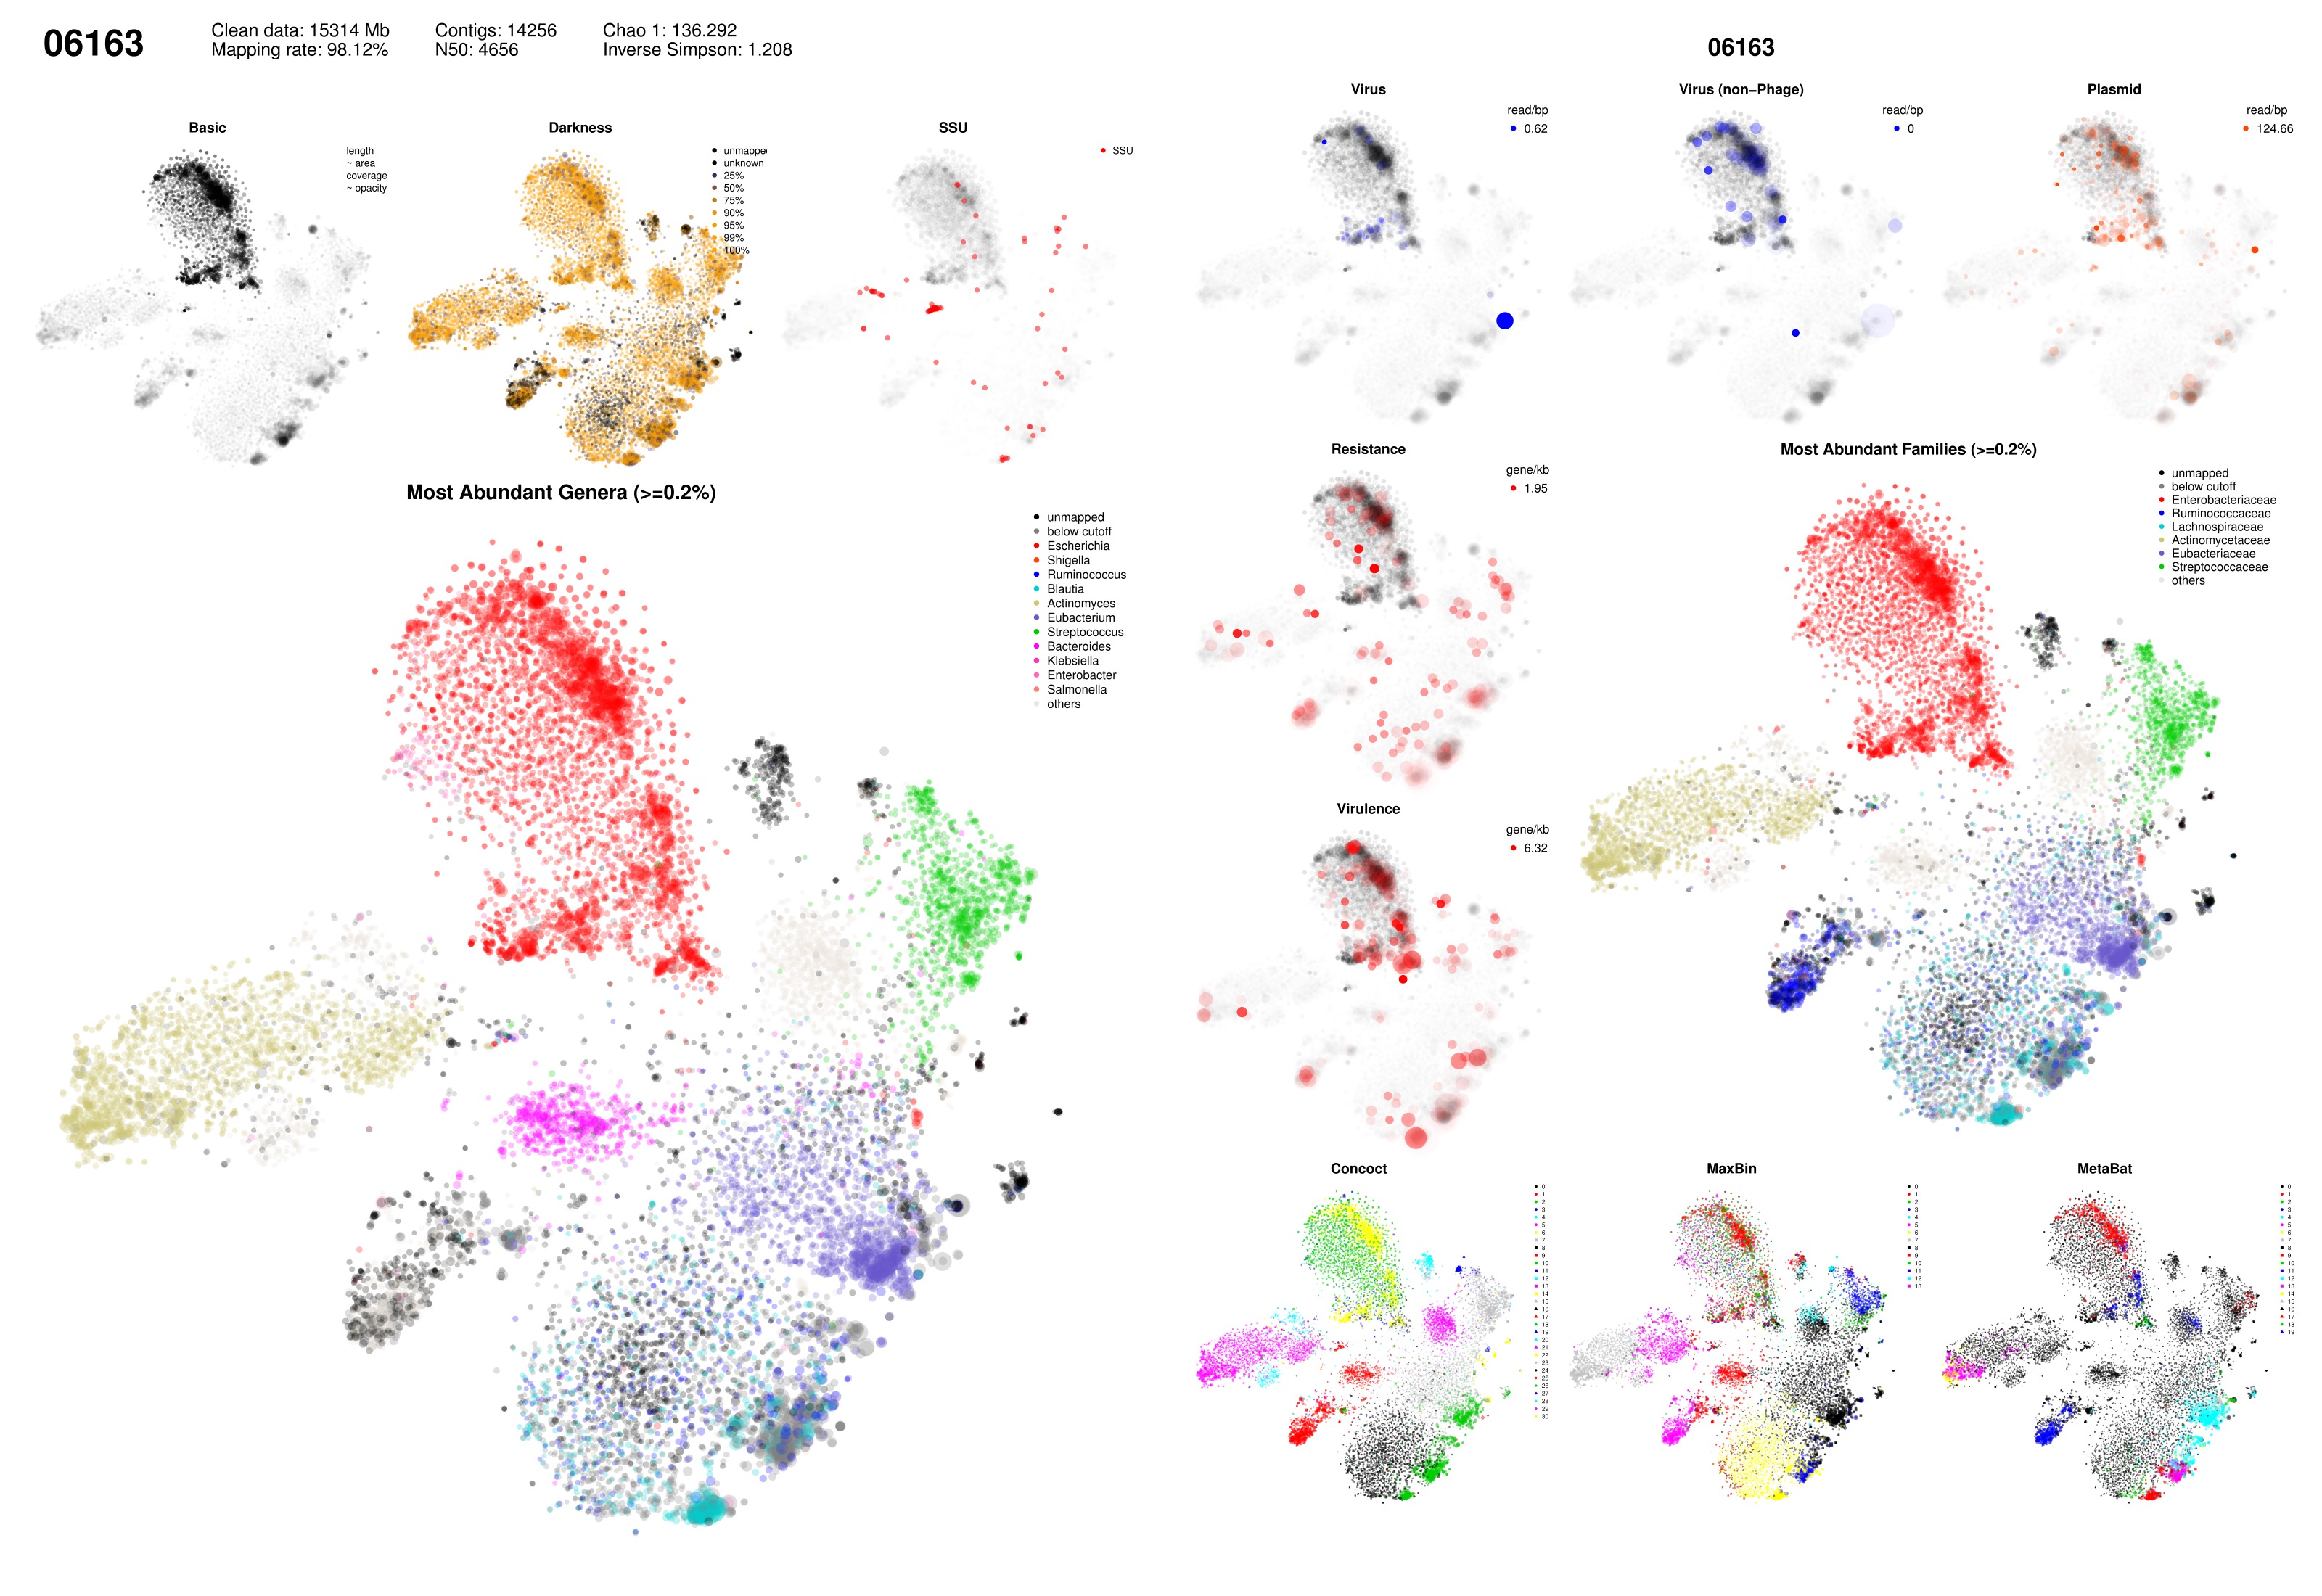 06163
Clean data: 15314 Mb
Mapping rate: 98.12%
Contigs: 14256
N50: 4656
Chao 1: 136.292
Inverse Simpson: 1.208
Basic
length
~ area
coverage
~ opacity
Darkness
unknown
25%
50%
75%
90%
95%
99%
100%
SSU
SSU
Most Abundant Genera (>=0.2%)
unmapped
below cutoff
Escherichia
Shigella
Ruminococcus
Blautia
Actinomyces
Eubacterium
Streptococcus
Bacteroides
Klebsiella
Enterobacter
Salmonella
others
06163
Virus
read/bp
0.62
Virus (non−Phage)
read/bp
0
Plasmid
read/bp
124.66
Resistance
gene/kb
1.95
Most Abundant Families (>=0.2%)
unmapped
below cutoff
Enterobacteriaceae
Ruminococcaceae
Lachnospiraceae
Actinomycetaceae
Eubacteriaceae
Streptococcaceae
others
Virulence
gene/kb
6.32
Concoct
0
1
2
3
4
5
6
7
8
9
10
11
12
13
14
15
16
17
18
19
20
21
22
23
24
25
26
27
28
29
30
MaxBin
0
1
2
3
4
5
6
7
8
9
10
11
12
13
MetaBat
0
1
2
3
4
5
6
7
8
9
10
11
12
13
14
15
16
17
18
19